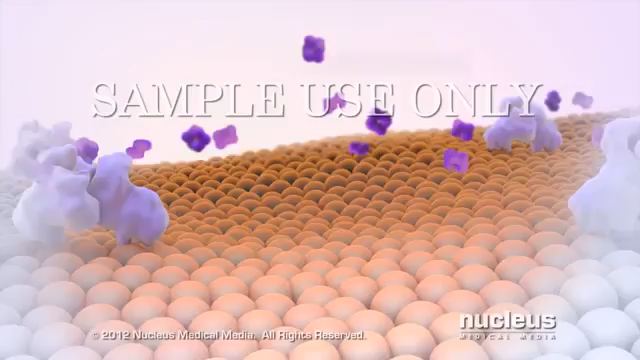 SAMPLE USE ONLY
© 2012 Nucleus Medical Media. All Rights Reserved.
nucleus
MEDICAL MEDIA